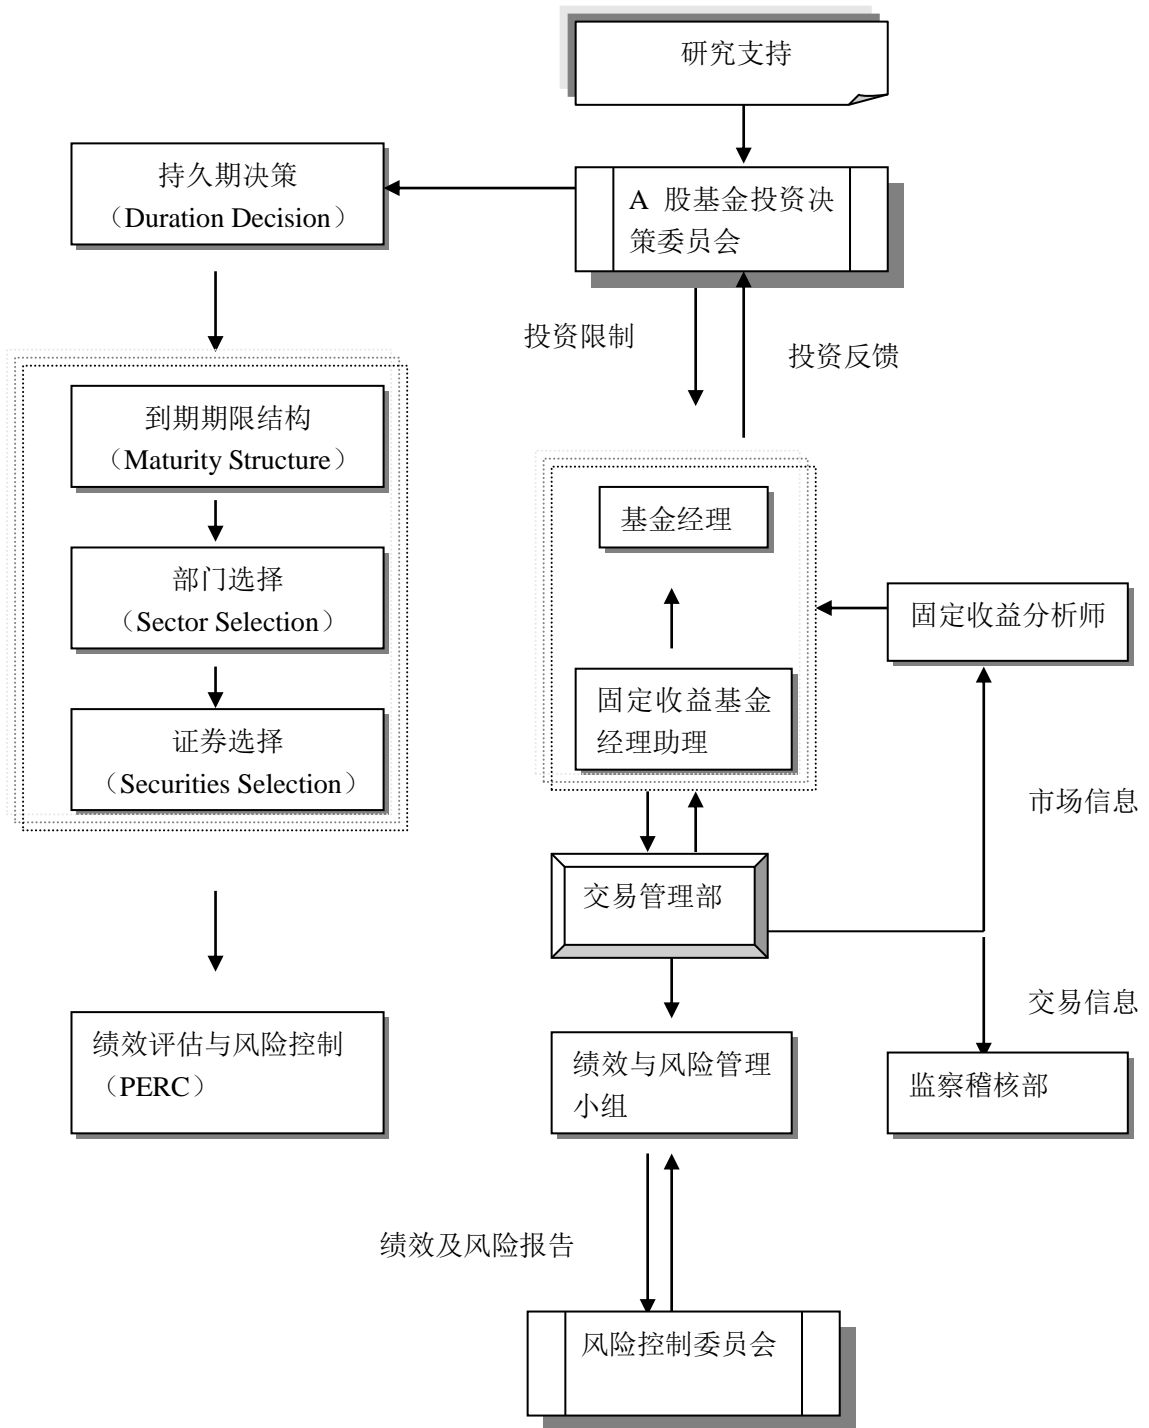 研究支持
持久期决策
（Duration Decision）
A 股基金投资决
策委员会
投资限制
投资反馈
到期期限结构
（Maturity Structure）
部门选择
（Sector Selection）
证券选择
（Securities Selection）
基金经理
固定收益分析师
固定收益基金
经理助理
市场信息
交易管理部
交易信息
绩效评估与风险控制
（PERC）
绩效与风险管理
小组
监察稽核部
绩效及风险报告
风险控制委员会